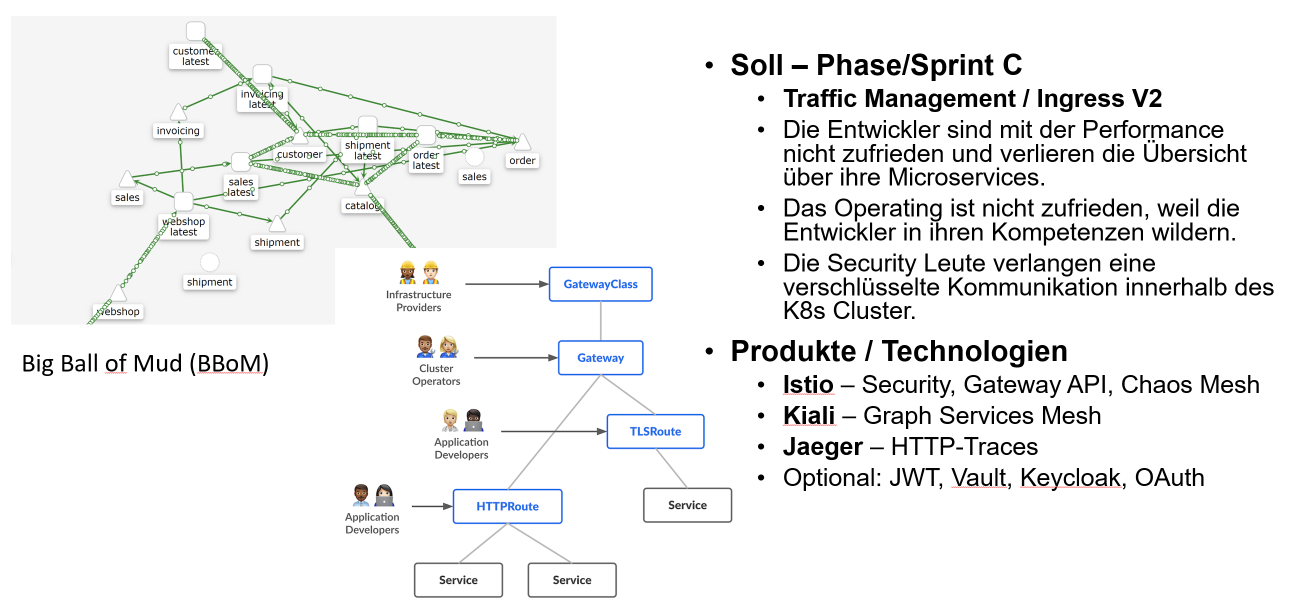 customer
latest
invoicing
latest
invoicing
customer
shipment
latest
order
latest
order
sales
sales
latest
sales
catalog
webshop
latest
shipment
shipment
webshop
Big Ball of Mud (BBoM)
Infrastructure
Providers
GatewayClass
Cluster
Operators
Gateway
Application
Developers
TLSRoute
Application
Developers
HTTPRoute
Service
Service
Service
• Soll – Phase/Sprint C
• Traffic Management / Ingress V2
• Die Entwickler sind mit der Performance
nicht zufrieden und verlieren die Übersicht
über ihre Microservices.
• Das Operating ist nicht zufrieden, weil die
Entwickler in ihren Kompetenzen wildern.
• Die Security Leute verlangen eine
verschlüsselte Kommunikation innerhalb des
K8s Cluster.
• Produkte / Technologien
• Istio – Security, Gateway API, Chaos Mesh
• Kiali – Graph Services Mesh
• Jaeger – HTTP-Traces
• Optional: JWT, Vault, Keycloak, OAuth